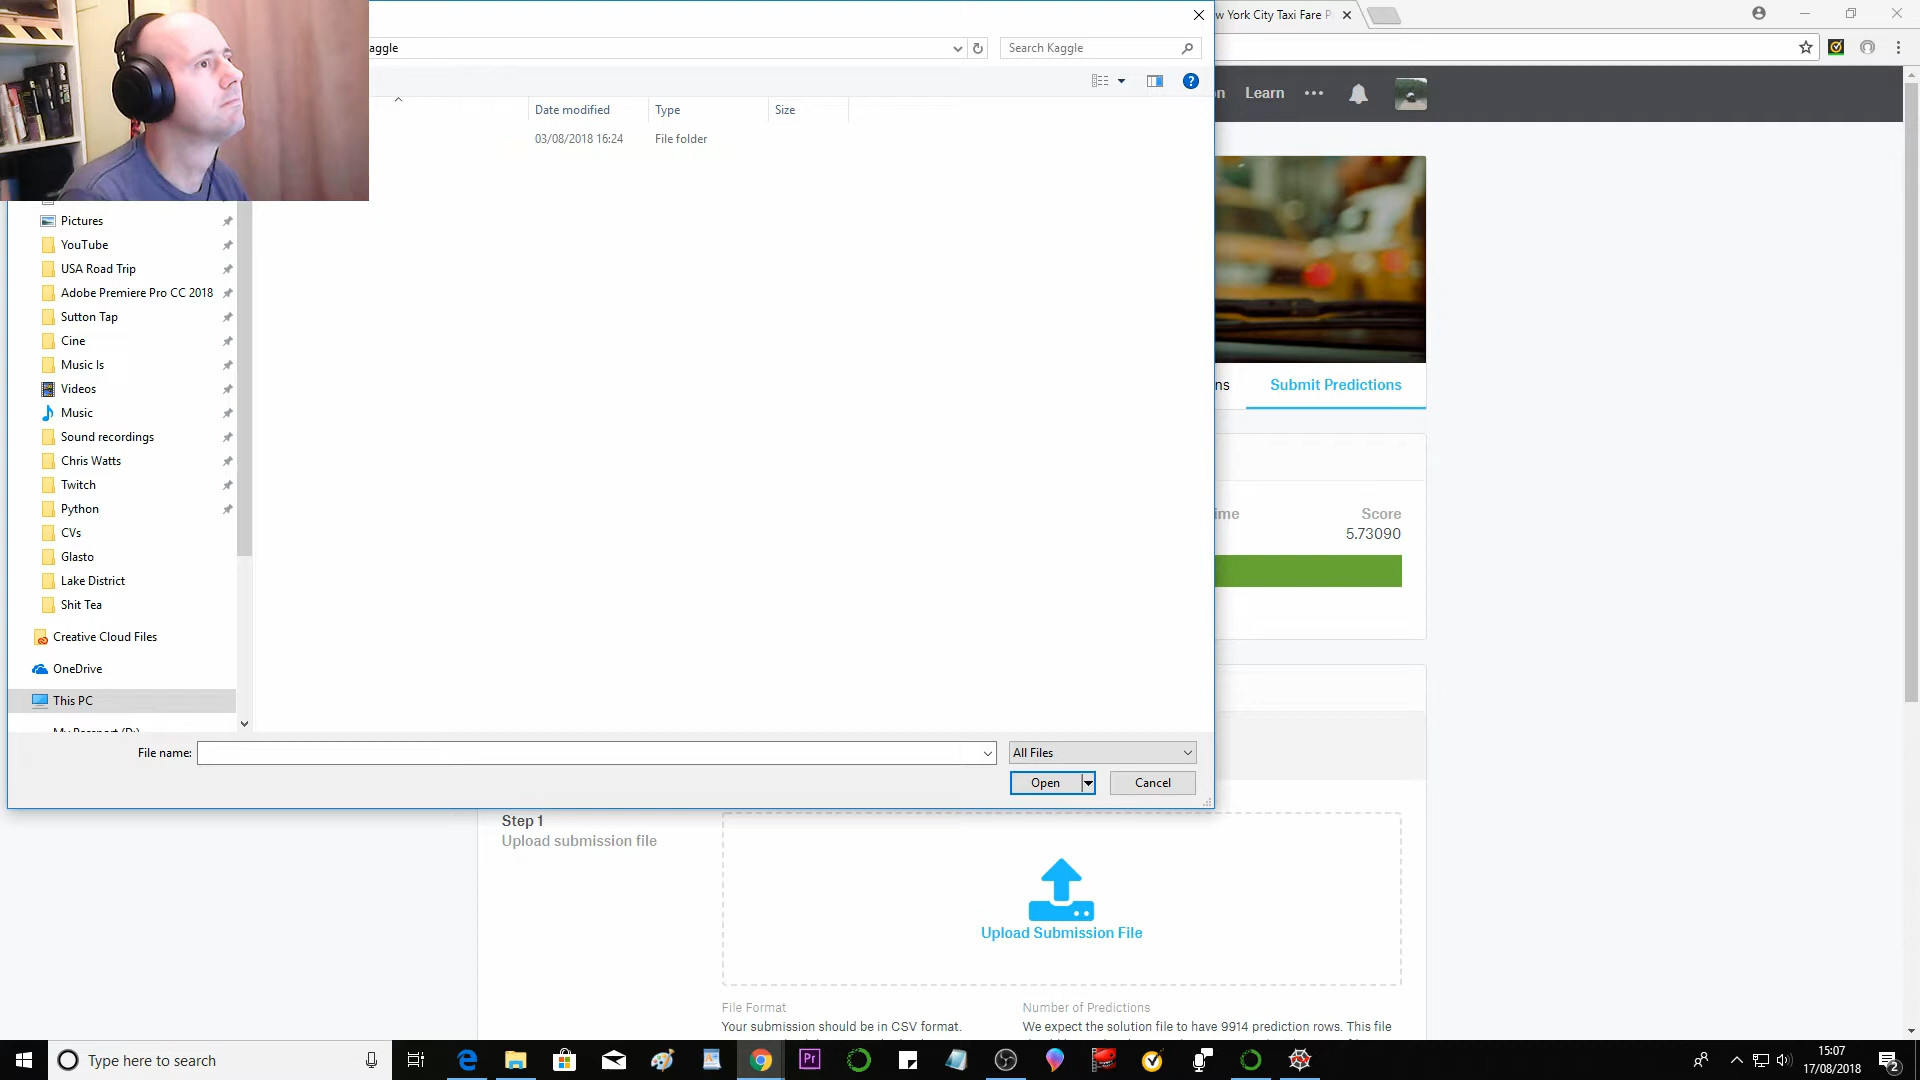 w York City Taxi Fare P
aggle
Search Kaggle
Learn
Date modified
Type
Size
03/08/2018 16:24
File folder
Pictures
YouTube
USA Road Trip
Adobe Premiere Pro CC 2018
Sutton Tap
Cine
Music Is
Videos
Music
Sound recordings
Chris Watts
Twitch
Python
CVs
Glasto
Lake District
Shit Tea
Creative Cloud Files
OneDrive
This PC
File name:
All Files
Open
Cancel
ns
Submit Predictions
ime
Score
5.73090
Step 1
Upload submission file
Upload Submission File
File Format
Your submission should be in CSV format.
Number of Predictions
We expect the solution file to have 9914 prediction rows. This file
Type here to search
Pr
15:07
17/08/2018
2